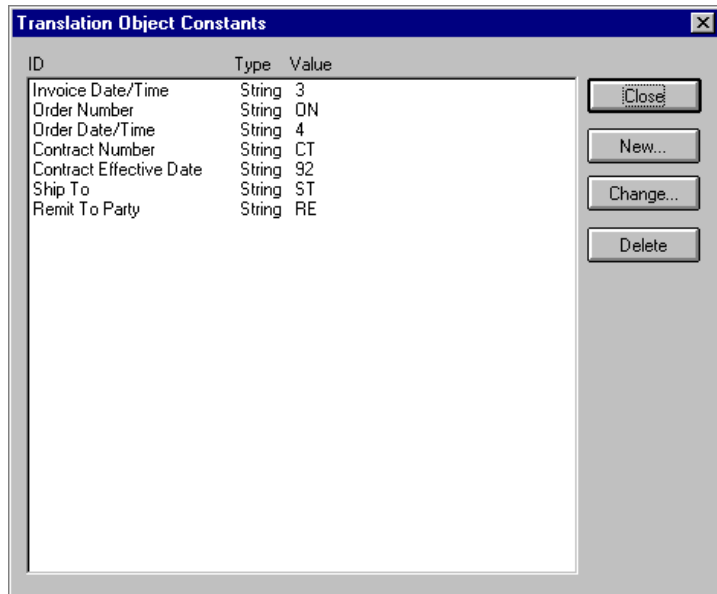 Translation Object Constants
ID Type Value
Invoice Date/Time String 3
Order Number String ON
Order Date/Time String 4
Contract Number String CT
Contract Effective Date String 92
Ship To String ST
Remit To Party String RE
Close
New...
Change...
Delete